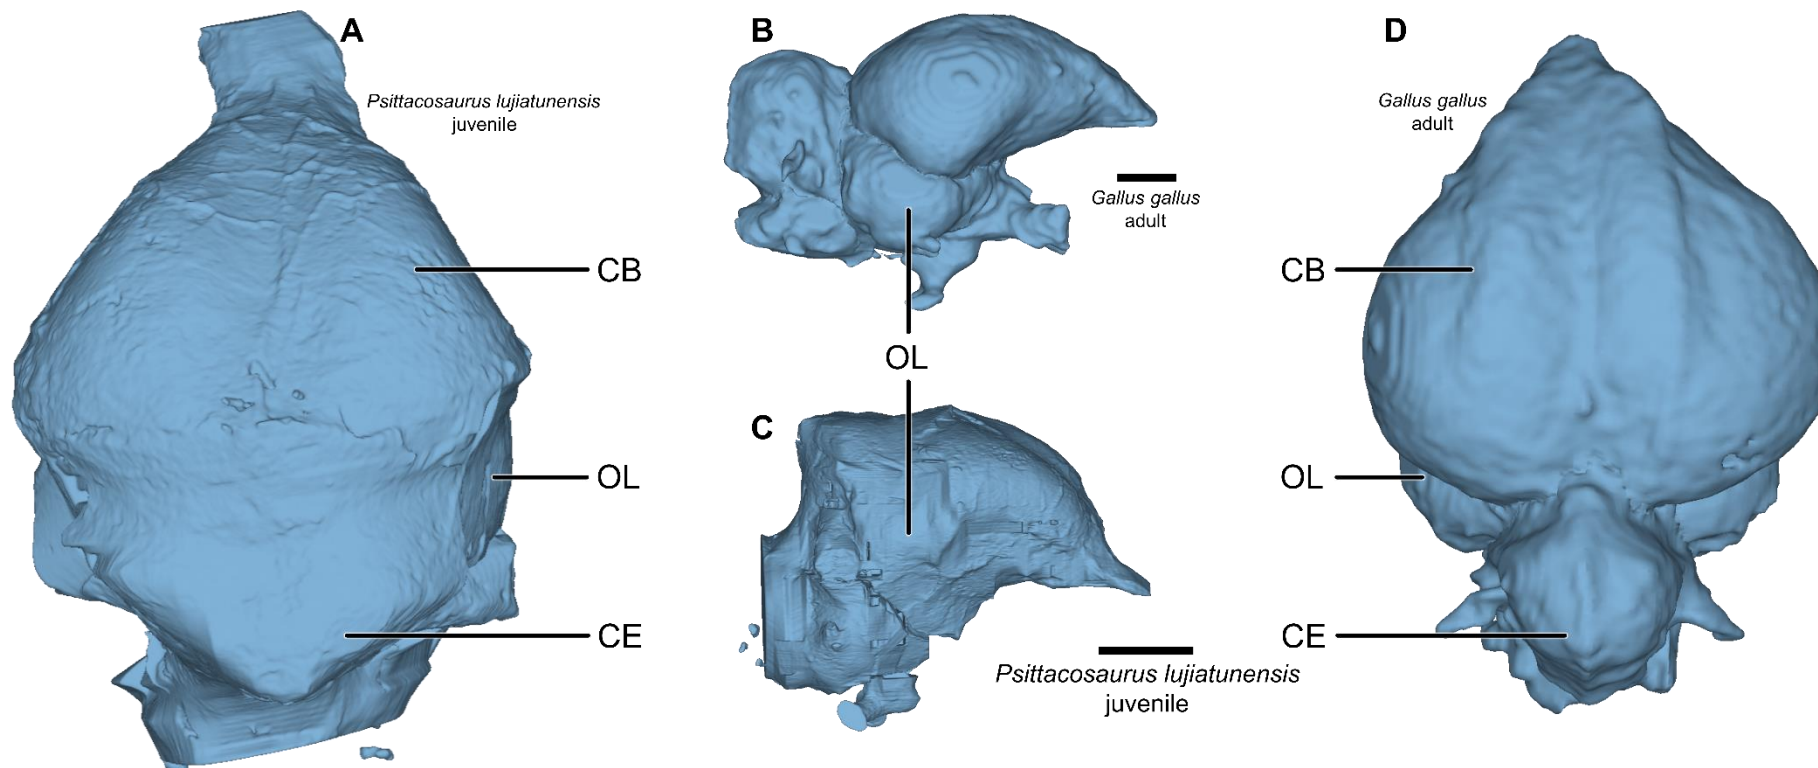 A
Psittacosaurus lujiatunensis
juvenile
CB
OL
CE
B
Gallus gallus
adult
OL
C
Psittacosaurus lujiatunensis
juvenile
D
Gallus gallus
adult
CB
OL
CE